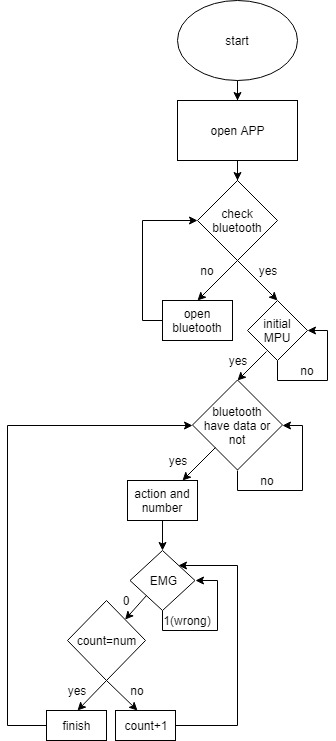 start
open APP
check
bluetooth
no
yes
open
bluetooth
initial
MPU
yes
no
bluetooth
have data or
not
yes
no
action and
number
EMG
0
1(wrong)
count=num
yes
no
finish
count+1